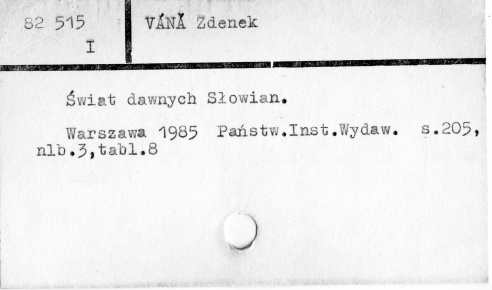 82 515 VÁNĂ Zdenek
I
Świat dawnych Słowian.
Warszawa 1985 Państw.Inst.Wydaw. s.205,
nlb.3,tabl.8